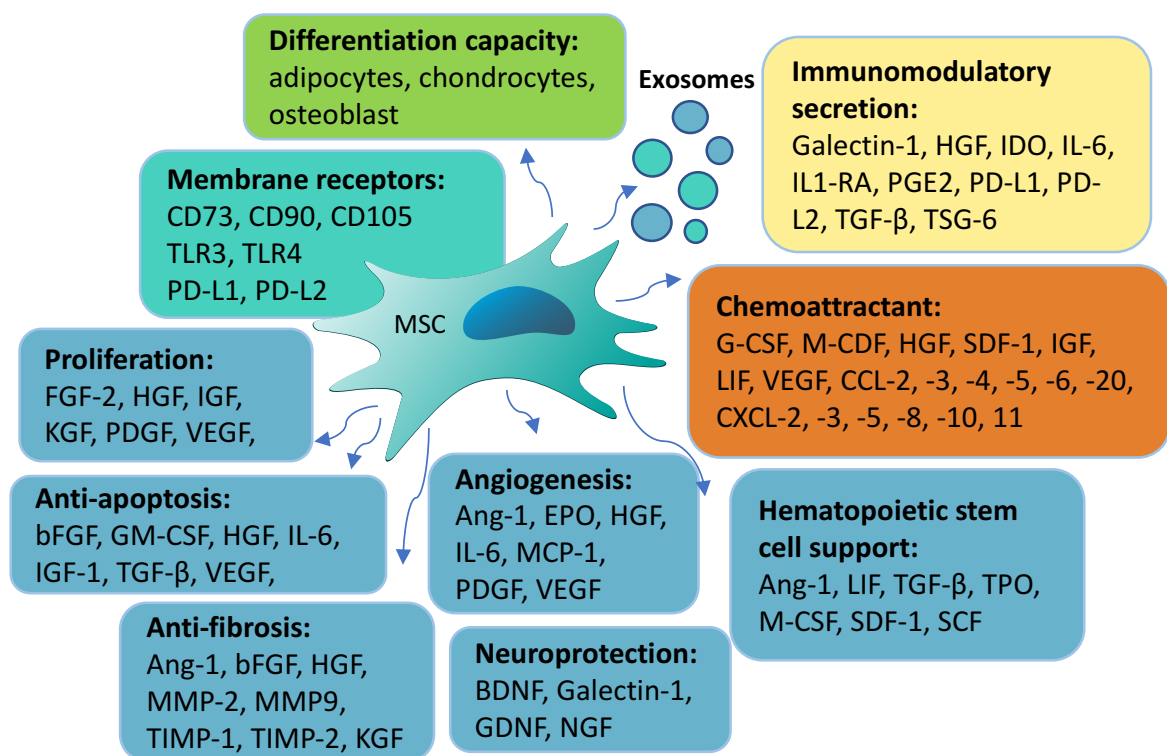 Differentiation capacity:
adipocytes, chondrocytes,
osteoblast
Exosomes
Immunomodulatory
secretion:
Galectin-1, HGF, IDO, IL-6,
IL1-RA, PGE2, PD-L1, PD-
L2, TGF-β, TSG-6
Membrane receptors:
CD73, CD90, CD105
TLR3, TLR4
PD-L1, PD-L2
MSC
Chemoattractant:
G-CSF, M-CDF, HGF, SDF-1, IGF,
LIF, VEGF, CCL-2, -3, -4, -5, -6, -20,
CXCL-2, -3, -5, -8, -10, 11
Proliferation:
FGF-2, HGF, IGF,
KGF, PDGF, VEGF,
Anti-apoptosis:
bFGF, GM-CSF, HGF, IL-6,
IGF-1, TGF-β, VEGF,
Angiogenesis:
Ang-1, EPO, HGF,
IL-6, MCP-1,
PDGF, VEGF
Hematopoietic stem
cell support:
Ang-1, LIF, TGF-β, TPO,
M-CSF, SDF-1, SCF
Anti-fibrosis:
Ang-1, bFGF, HGF,
MMP-2, MMP9,
TIMP-1, TIMP-2, KGF
Neuroprotection:
BDNF, Galectin-1,
GDNF, NGF